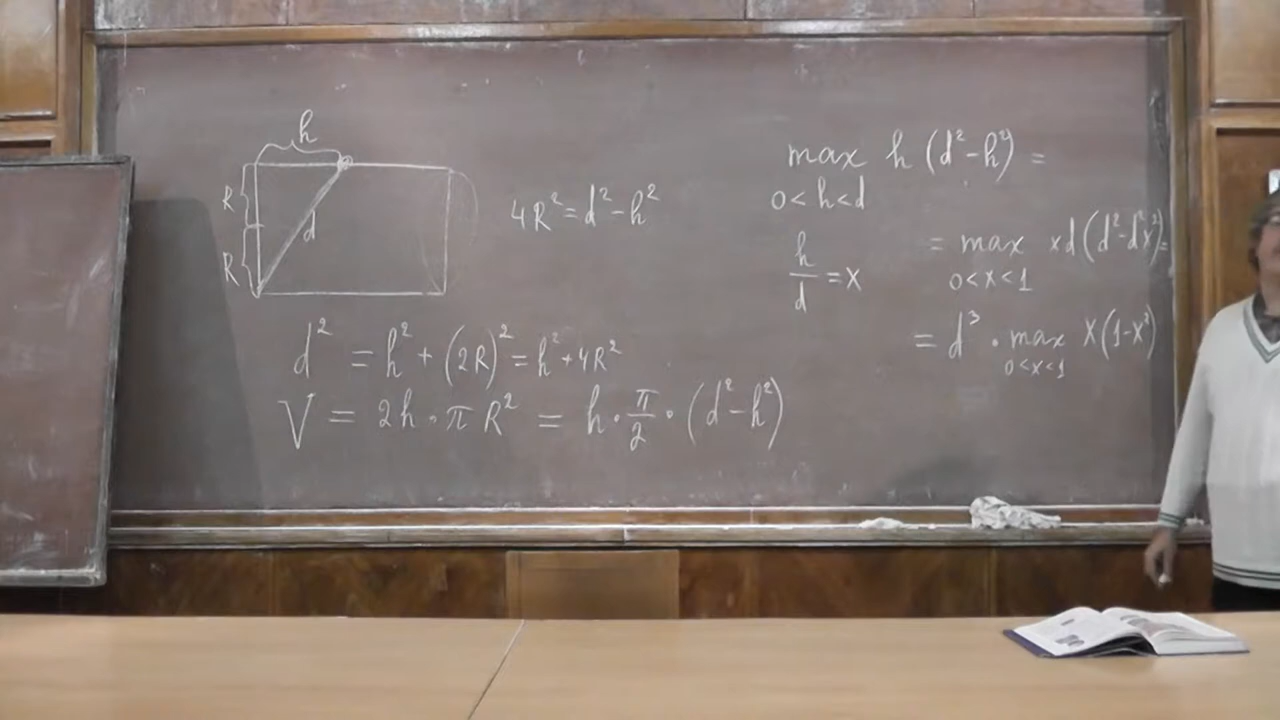 h
R
d
R
4R² = d² - h²
d² = h² + (2R)² = h² + 4R²
V = 2h · π R² = h · π/2 · (d² - h²)
max h (d² - h²) =
0 < h < d
h/d = x
= max xd (d² - d²x²) =
0 < x < 1
= d³ · max x(1-x²)
0 < x < 1